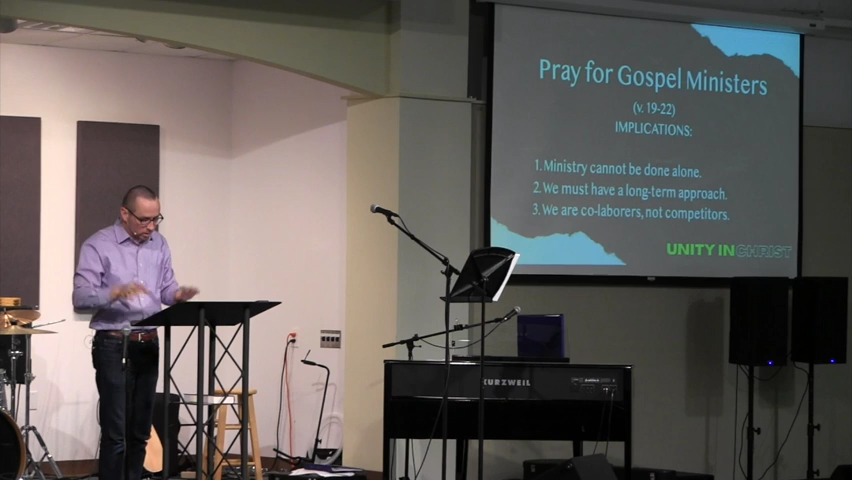 Pray for Gospel Ministers
(v. 19-22)
IMPLICATIONS:
1. Ministry cannot be done alone.
2. We must have a long-term approach.
3. We are co-laborers, not competitors.
UNITY IN CHRIST
KURZWEIL